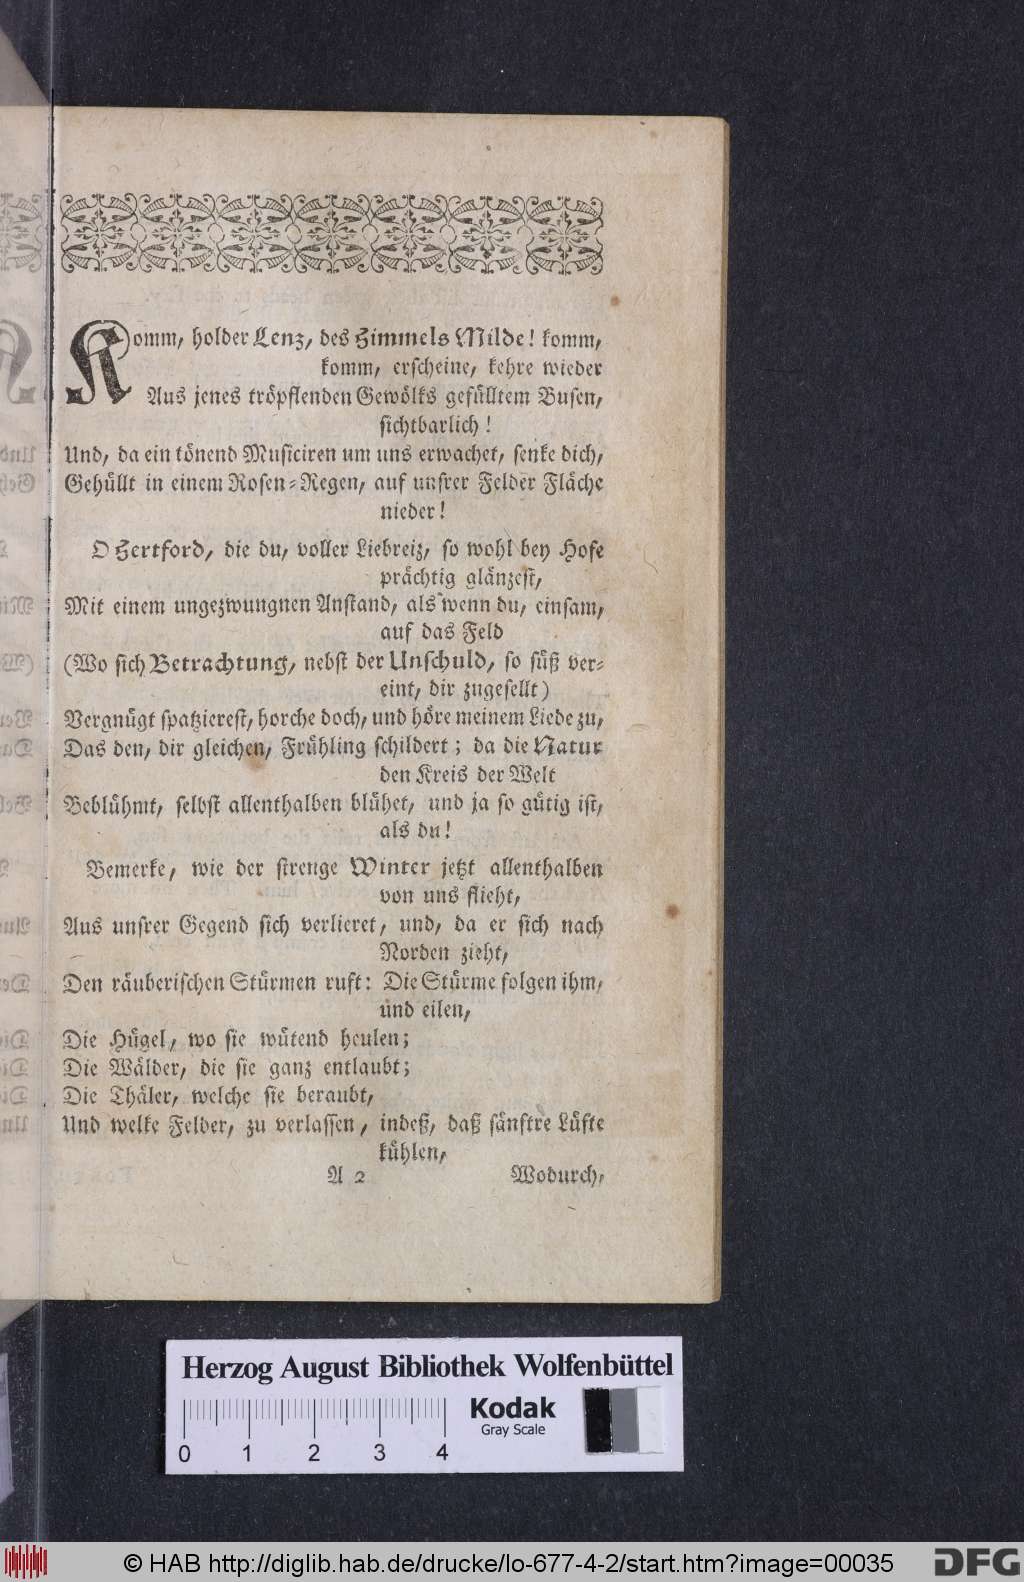 Komm, holder Lenz, des Himmels Milde! komm,
komm, erscheine, kehre wieder
Aus jenes tröpflenden Gewölks gefülltem Busen,
sichtbarlich!
Und, da ein tönend Musiciren um uns erwachet, senke dich,
Gehüllt in einem Rosen-Regen, auf unsrer Felder Fläche
nieder!
O Hertford, die du, voller Liebreiz, so wohl bey Hofe
prächtig glänzest,
Mit einem ungezwungnen Anstand, als wenn du, einsam,
auf das Feld
(Wo sich Betrachtung, nebst der Unschuld, so süß ver-
eint, dir zugesellt)
Vergnügt spatzierest, horche doch, und höre meinem Liede zu,
Das den, dir gleichen, Frühling schildert; da die Natur
den Kreis der Welt
Beblühmt, selbst allenthalben blühet, und ja so gütig ist,
als du!
Bemerke, wie der strenge Winter jetzt allenthalben
von uns flieht,
Aus unsrer Gegend sich verlieret, und, da er sich nach
Norden zieht,
Den räuberischen Stürmen ruft: Die Stürme folgen ihm,
und eilen,
Die Hügel, wo sie wütend heulen;
Die Wälder, die sie ganz entlaubt;
Die Thäler, welche sie beraubt,
Und welke Felder, zu verlassen, indeß, daß sänftre Lüfte
kühlen,
A 2 Wodurch,
Herzog August Bibliothek Wolfenbüttel
Kodak
Gray Scale
0 1 2 3 4
© HAB http://diglib.hab.de/drucke/lo-677-4-2/start.htm?image=00035
DFG